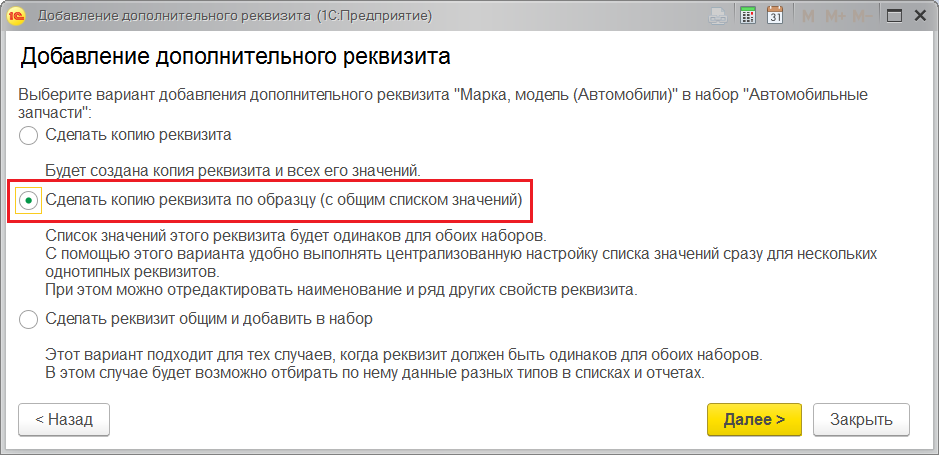 1С Добавление дополнительного реквизита (1С:Предприятие) 31 M M+ M-
Добавление дополнительного реквизита
Выберите вариант добавления дополнительного реквизита "Марка, модель (Автомобили)" в набор "Автомобильные
запчасти":
Сделать копию реквизита
Будет создана копия реквизита и всех его значений.
Сделать копию реквизита по образцу (с общим списком значений)
Список значений этого реквизита будет одинаков для обоих наборов.
С помощью этого варианта удобно выполнять централизованную настройку списка значений сразу для нескольких
однотипных реквизитов.
При этом можно отредактировать наименование и ряд других свойств реквизита.
Сделать реквизит общим и добавить в набор
Этот вариант подходит для тех случаев, когда реквизит должен быть одинаков для обоих наборов.
В этом случае будет возможно отбирать по нему данные разных типов в списках и отчетах.
< Назад Далее > Закрыть